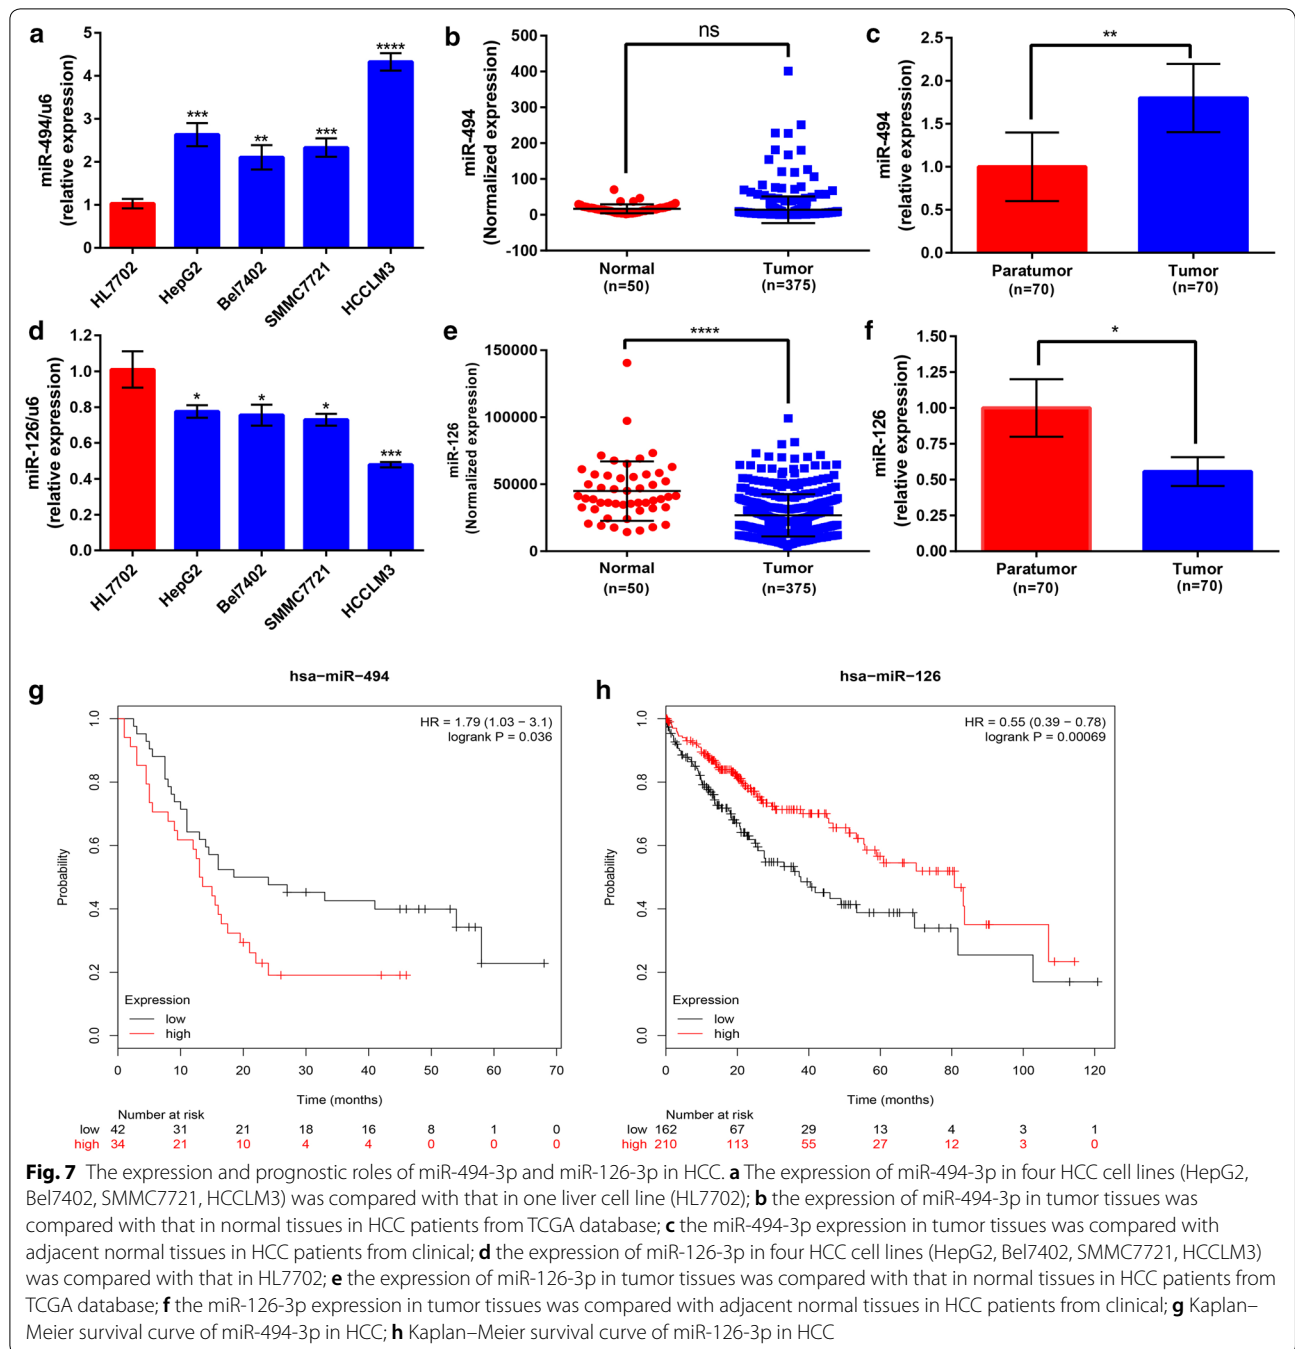 a
miR-494/u6
(relative expression)
5
4
3
2
1
0
****
***
**
***
HL7702
HepG2
Bel7402
SMMC7721
HCCLM3
b
miR-494
(Normalized expression)
500
400
300
200
100
0
-100
ns
Normal
(n=50)
Tumor
(n=375)
c
miR-494
(relative expression)
2.5
2.0
1.5
1.0
0.5
0.0
**
Paratumor
(n=70)
Tumor
(n=70)
d
miR-126/u6
(relative expression)
1.2
1.0
0.8
0.6
0.4
0.2
0.0
*
*
*
***
HL7702
HepG2
Bel7402
SMMC7721
HCCLM3
e
miR-126
(Normalized expression)
150000
100000
50000
0
****
Normal
(n=50)
Tumor
(n=375)
f
miR-126
(relative expression)
1.50
1.25
1.00
0.75
0.50
0.25
0.00
*
Paratumor
(n=70)
Tumor
(n=70)
g
hsa-miR-494
HR = 1.79 (1.03 − 3.1)
logrank P = 0.036
Probability
1.0
0.8
0.6
0.4
0.2
0.0
Expression
low
high
0 10 20 30 40 50 60 70
Time (months)
Number at risk
low 42 31 21 18 16 8 1 0
high 34 21 10 4 4 0 0 0
h
hsa-miR-126
HR = 0.55 (0.39 − 0.78)
logrank P = 0.00069
Probability
1.0
0.8
0.6
0.4
0.2
0.0
Expression
low
high
0 20 40 60 80 100 120
Time (months)
Number at risk
low 162 67 29 13 4 3 1
high 210 113 55 27 12 3 0
Fig. 7 The expression and prognostic roles of miR-494-3p and miR-126-3p in HCC. a The expression of miR-494-3p in four HCC cell lines (HepG2,
Bel7402, SMMC7721, HCCLM3) was compared with that in one liver cell line (HL7702); b the expression of miR-494-3p in tumor tissues was
compared with that in normal tissues in HCC patients from TCGA database; c the miR-494-3p expression in tumor tissues was compared with
adjacent normal tissues in HCC patients from clinical; d the expression of miR-126-3p in four HCC cell lines (HepG2, Bel7402, SMMC7721, HCCLM3)
was compared with that in HL7702; e the expression of miR-126-3p in tumor tissues was compared with that in normal tissues in HCC patients from
TCGA database; f the miR-126-3p expression in tumor tissues was compared with adjacent normal tissues in HCC patients from clinical; g Kaplan–
Meier survival curve of miR-494-3p in HCC; h Kaplan–Meier survival curve of miR-126-3p in HCC